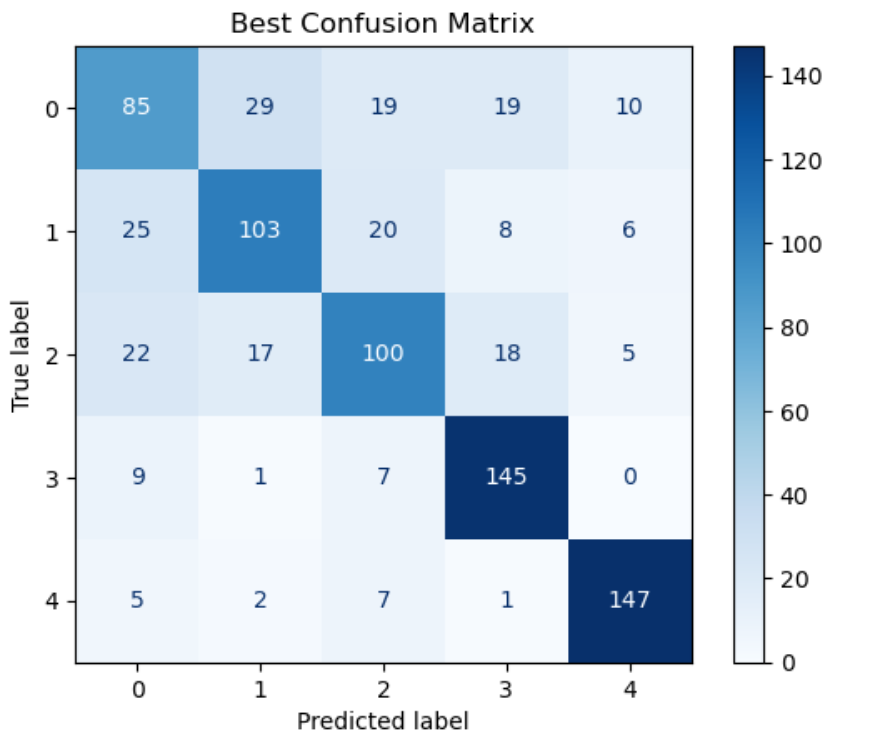 Best Confusion Matrix
True label
0 85 29 19 19 10
1 25 103 20 8 6
2 22 17 100 18 5
3 9 1 7 145 0
4 5 2 7 1 147
0 1 2 3 4
Predicted label
140
120
100
80
60
40
20
0